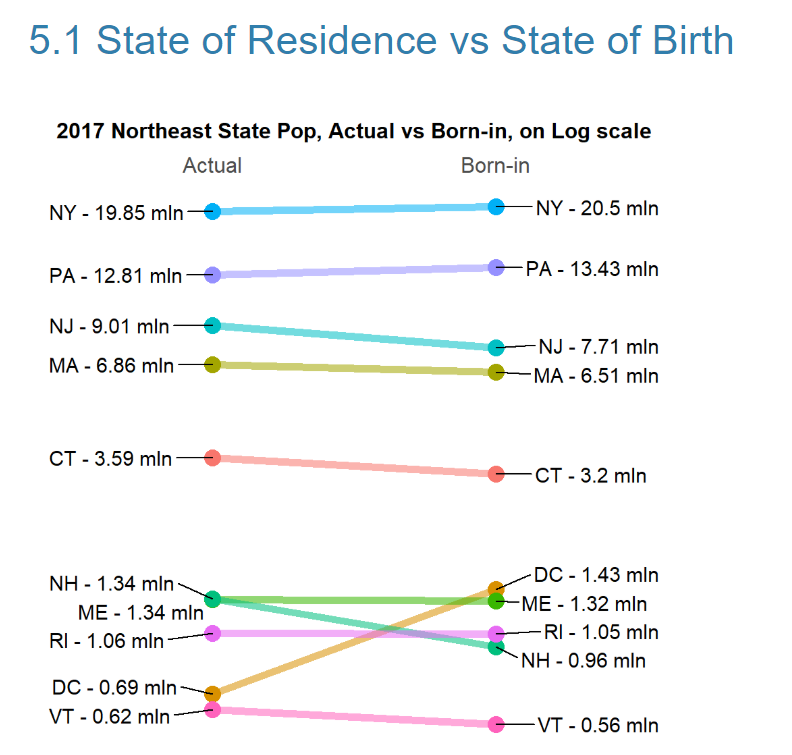 5.1 State of Residence vs State of Birth
2017 Northeast State Pop, Actual vs Born-in, on Log scale
Actual
Born-in
NY - 19.85 mln
NY - 20.5 mln
PA - 12.81 mln
PA - 13.43 mln
NJ - 9.01 mln
NJ - 7.71 mln
MA - 6.86 mln
MA - 6.51 mln
CT - 3.59 mln
CT - 3.2 mln
NH - 1.34 mln
DC - 1.43 mln
ME - 1.34 mln
ME - 1.32 mln
RI - 1.06 mln
RI - 1.05 mln
NH - 0.96 mln
DC - 0.69 mln
VT - 0.62 mln
VT - 0.56 mln